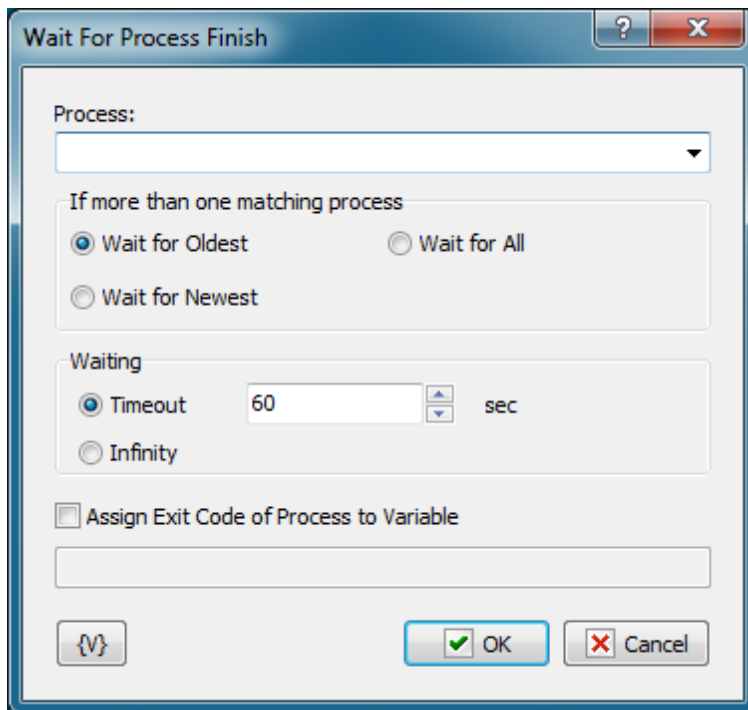 Wait For Process Finish
?
Process:
If more than one matching process
Wait for Oldest Wait for All
Wait for Newest
Waiting
Timeout 60 sec
Infinity
Assign Exit Code of Process to Variable
{V} OK Cancel